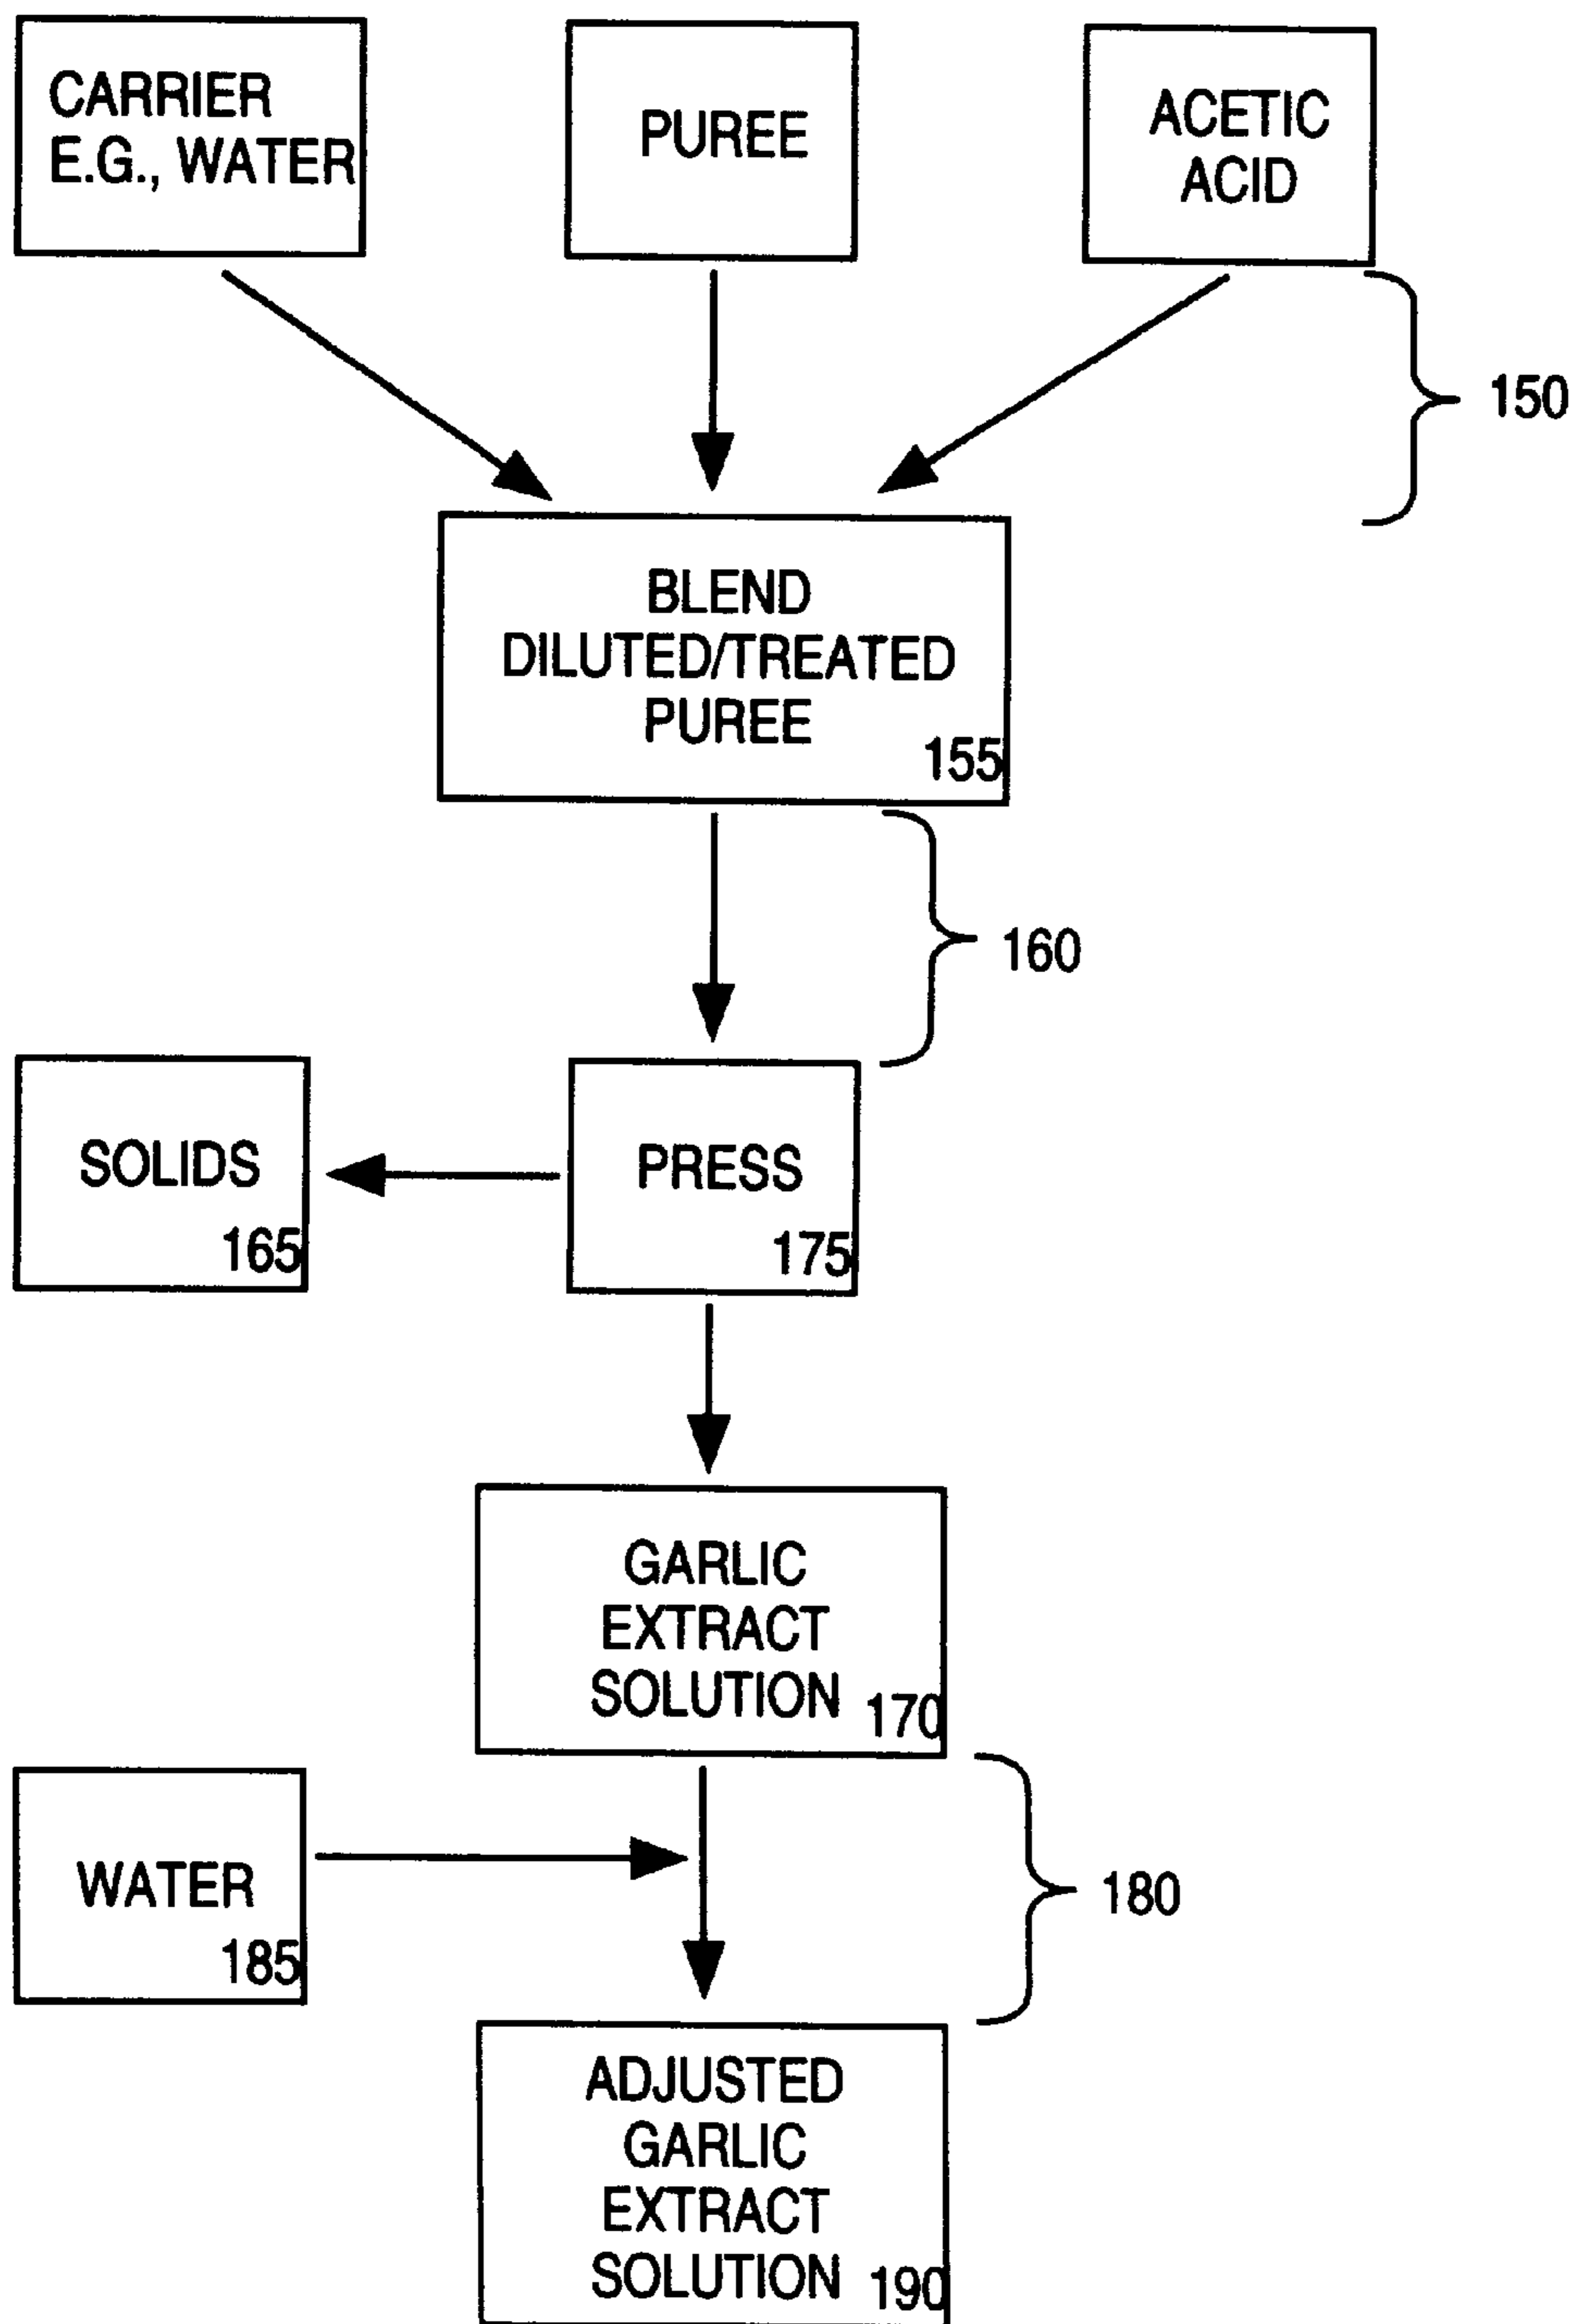 CARRIER
E.G., WATER
PUREE
ACETIC
ACID
150
BLEND
DILUTED/TREATED
PUREE
155
160
SOLIDS
165
PRESS
175
GARLIC
EXTRACT
SOLUTION 170
WATER
185
180
ADJUSTED
GARLIC
EXTRACT
SOLUTION 190